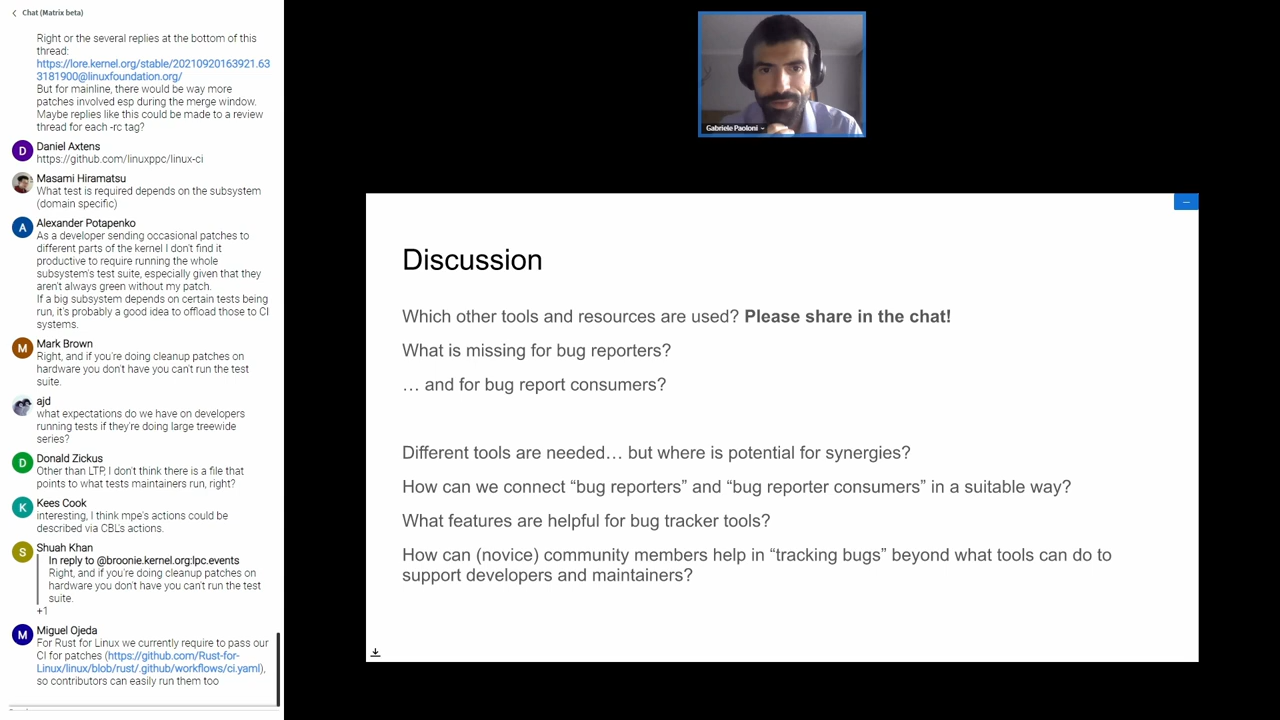 Chat (Matrix beta)
Right or the several replies at the bottom of this
thread:
https://lore.kernel.org/stable/20210920163921.63
3181900@linuxfoundation.org/
But for mainline, there would be way more
patches involved esp during the merge window.
Maybe replies like this could be made to a review
thread for each -rc tag?
D
Daniel Axtens
https://github.com/linuxppc/linux-ci
Masami Hiramatsu
What test is required depends on the subsystem
(domain specific)
A
Alexander Potapenko
As a developer sending occasional patches to
different parts of the kernel I don't find it
productive to require running the whole
subsystem's test suite, especially given that they
aren't always green without my patch.
If a big subsystem depends on certain tests being
run, it's probably a good idea to offload those to CI
systems.
M
Mark Brown
Right, and if you're doing cleanup patches on
hardware you don't have you can't run the test
suite.
ajd
what expectations do we have on developers
running tests if they're doing large treewide
series?
D
Donald Zickus
Other than LTP, I don't think there is a file that
points to what tests maintainers run, right?
K
Kees Cook
interesting, I think mpe's actions could be
described via CBL's actions.
S
Shuah Khan
In reply to @broonie.kernel.org:lpc.events
Right, and if you're doing cleanup patches on
hardware you don't have you can't run the test
suite.
+1
M
Miguel Ojeda
For Rust for Linux we currently require to pass our
CI for patches (https://github.com/Rust-for-
Linux/linux/blob/rust/.github/workflows/ci.yaml),
so contributors can easily run them too
Gabriele Paoloni
Discussion
Which other tools and resources are used? Please share in the chat!
What is missing for bug reporters?
… and for bug report consumers?
Different tools are needed… but where is potential for synergies?
How can we connect “bug reporters” and “bug reporter consumers” in a suitable way?
What features are helpful for bug tracker tools?
How can (novice) community members help in “tracking bugs” beyond what tools can do to
support developers and maintainers?